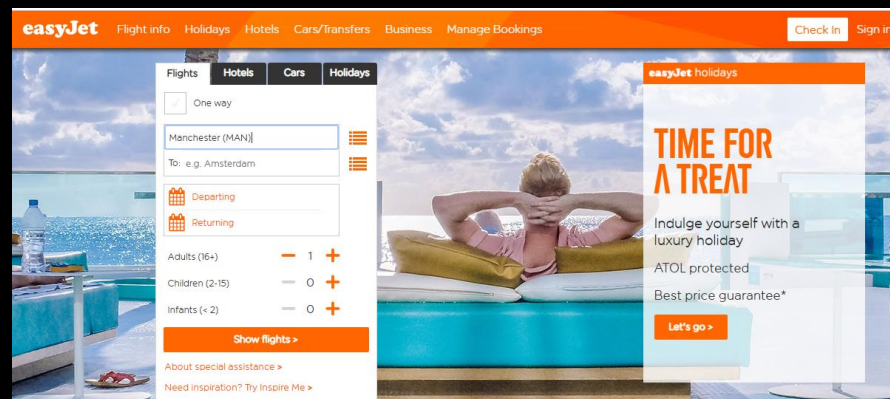 easyJet Flight info Holidays Hotels Cars/Transfers Business Manage Bookings Check In Sign in
Flights Hotels Cars Holidays
One way
Manchester (MAN)
To: e.g. Amsterdam
Departing
Returning
Adults (16+) 1
Children (2-15) 0
Infants (< 2) 0
Show flights >
About special assistance >
Need inspiration? Try Inspire Me >
easyJet holidays
TIME FOR
A TREAT
Indulge yourself with a
luxury holiday
ATOL protected
Best price guarantee*
Let's go >